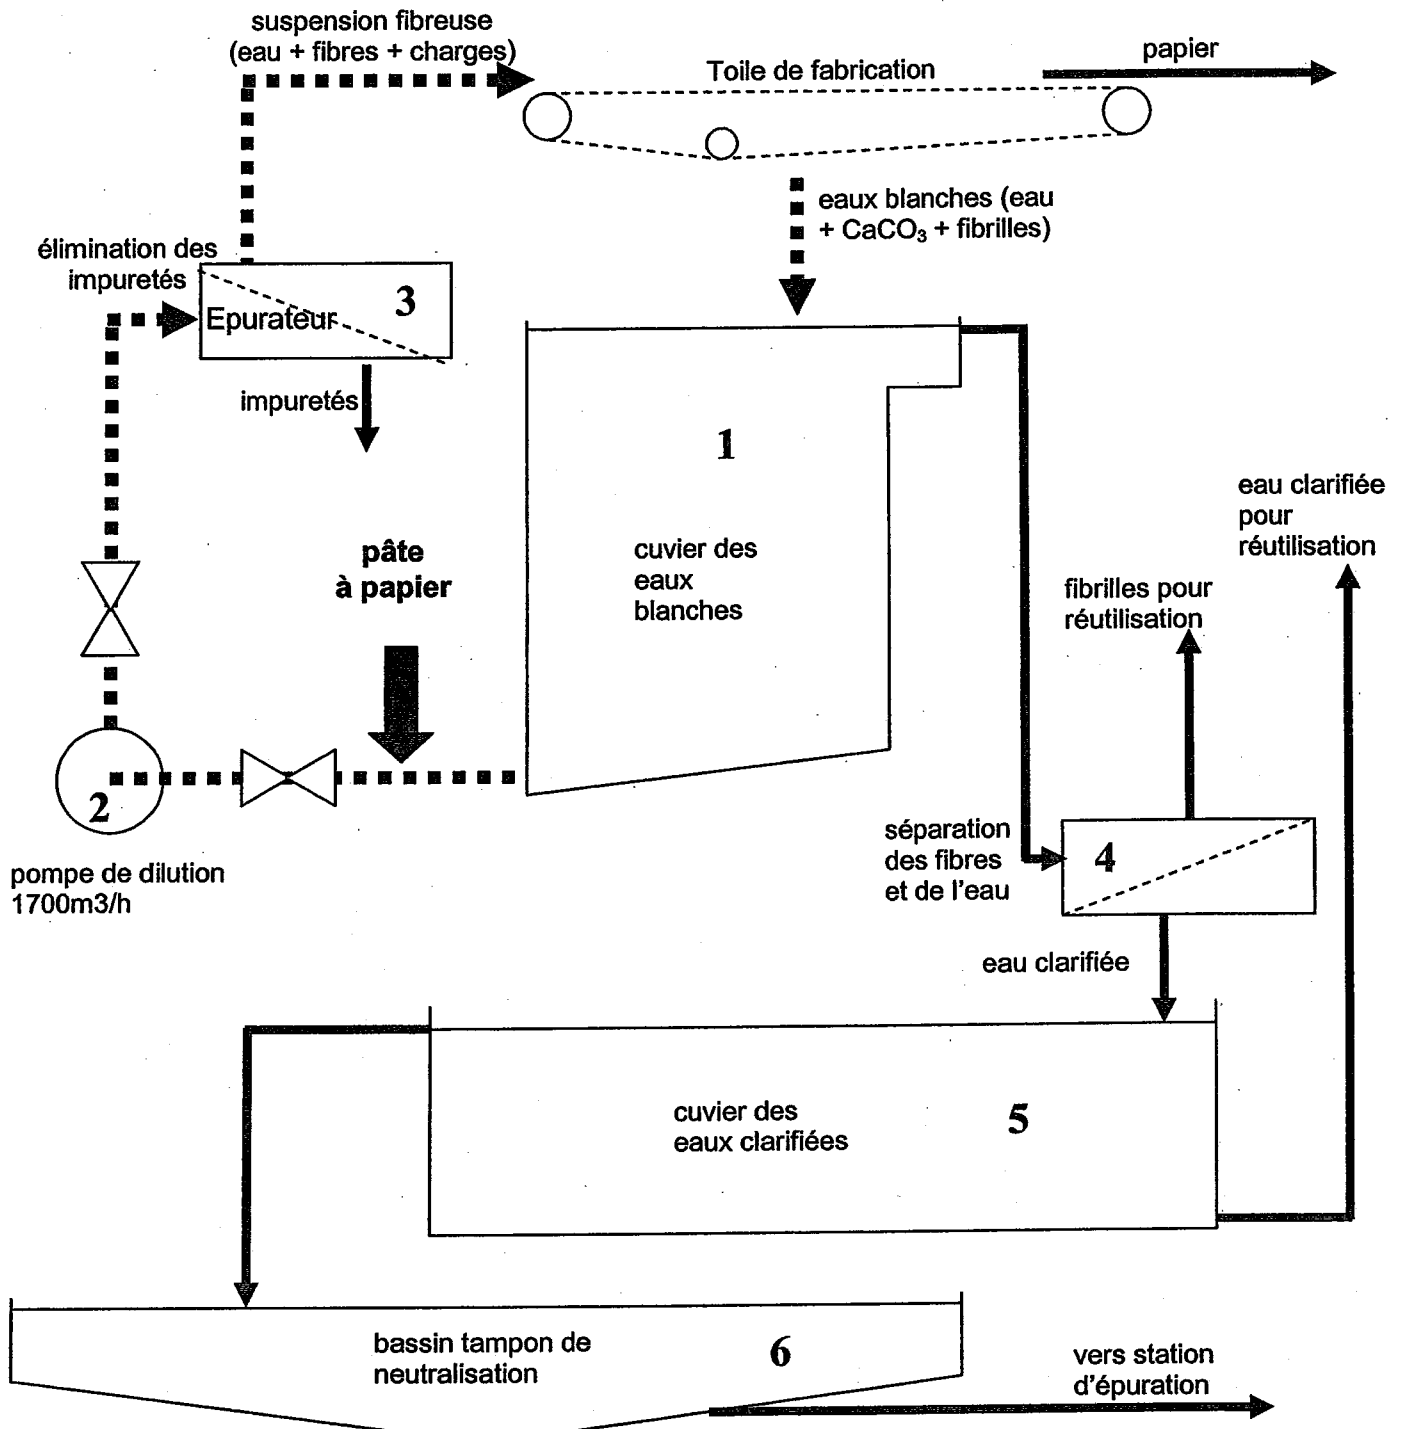 suspension fibreuse
(eau + fibres + charges)
Toile de fabrication
papier
eaux blanches (eau
+ CaCO₃ + fibrilles)
élimination des
impuretés
Epurateur
3
impuretés
1
cuvier des
eaux
blanches
pâte
à papier
eau clarifiée
pour
réutilisation
fibrilles pour
réutilisation
2
pompe de dilution
1700m3/h
séparation
des fibres
et de l'eau
4
eau clarifiée
cuvier des
eaux clarifiées
5
bassin tampon de
neutralisation
6
vers station
d'épuration